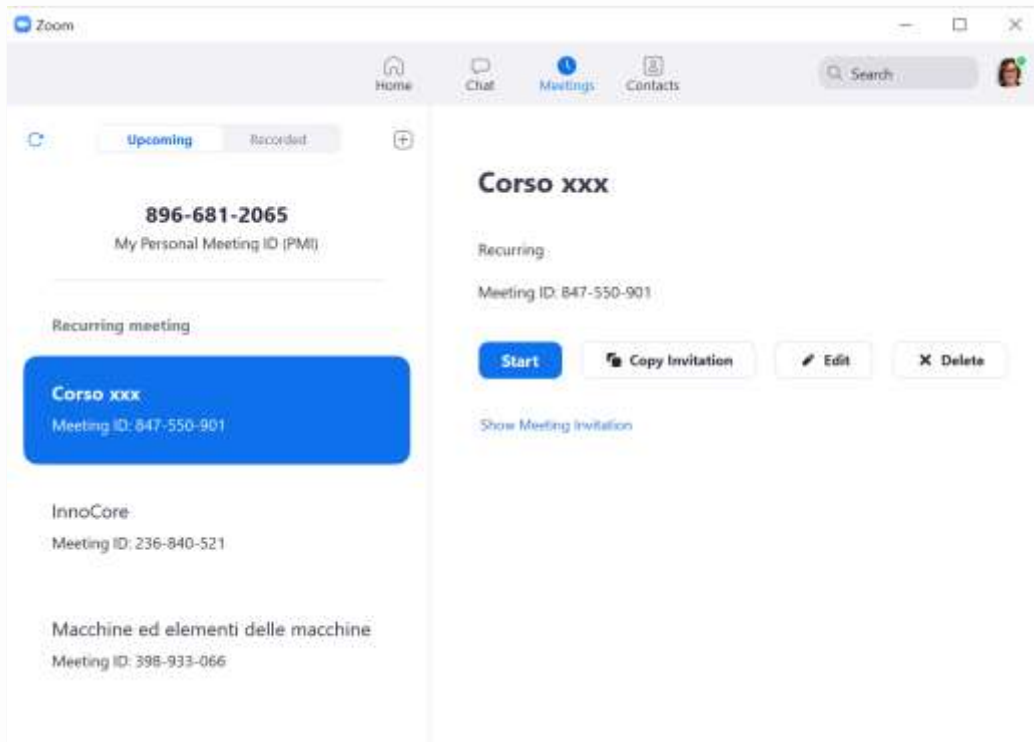 Zoom
Home
Chat
Meetings
Contacts
Search
Upcoming
Recorded
896-681-2065
My Personal Meeting ID (PMI)
Recurring meeting
Corso xxx
Meeting ID: 847-550-901
InnoCore
Meeting ID: 236-840-521
Macchine ed elementi delle macchine
Meeting ID: 398-933-066
Corso xxx
Recurring
Meeting ID: 847-550-901
Start
Copy Invitation
Edit
Delete
Show Meeting Invitation